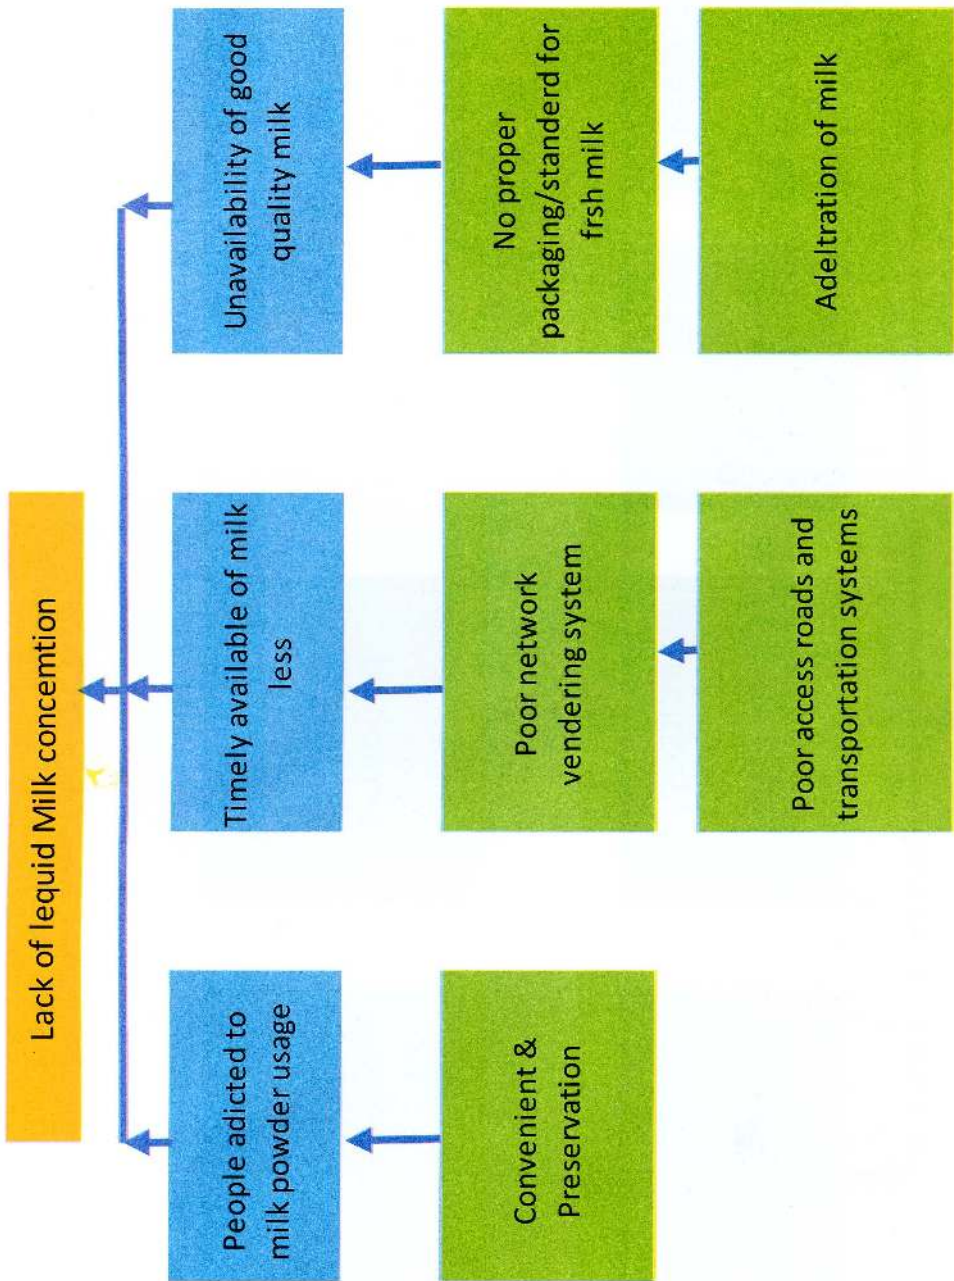 Lack of lequid Milk concemtion
People adicted to
milk powder usage
Timely available of milk
less
Unavailability of good
quality milk
Convenient &
Preservation
Poor network
vendering system
No proper
packaging/standerd for
frsh milk
Poor access roads and
transportation systems
Adeltration of milk